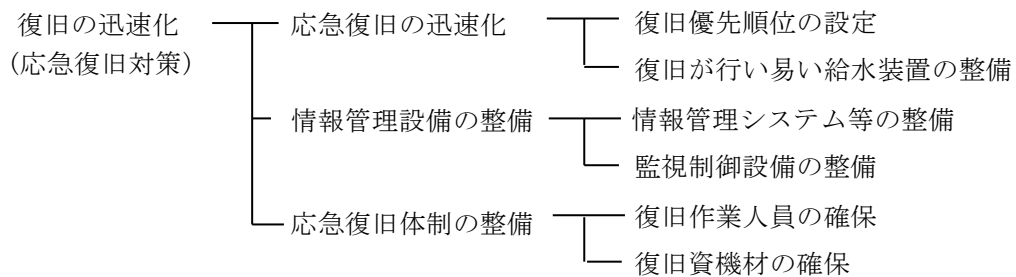 復旧の迅速化
(応急復旧対策)
応急復旧の迅速化
復旧優先順位の設定
復旧が行い易い給水装置の整備
情報管理設備の整備
情報管理システム等の整備
監視制御設備の整備
応急復旧体制の整備
復旧作業人員の確保
復旧資機材の確保